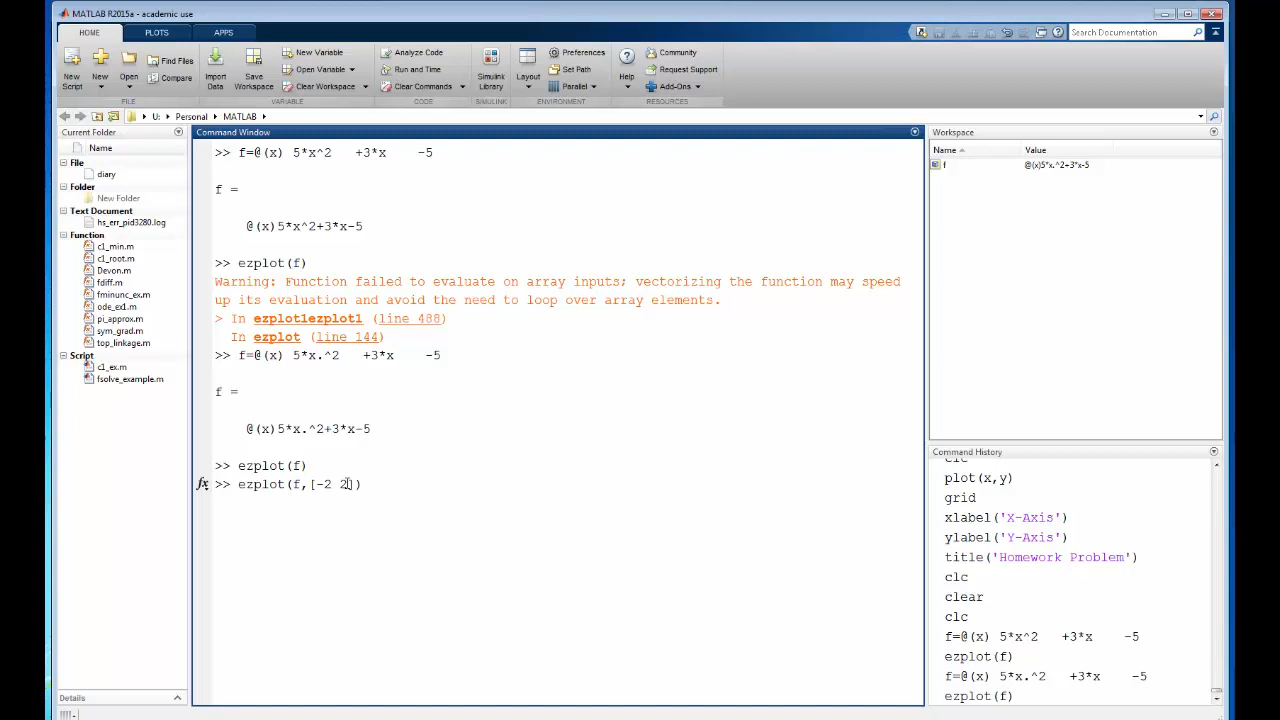 MATLAB R2015a - academic use
HOME PLOTS APPS Search Documentation
New Script New Open Find Files Compare Import Data Save Workspace New Variable Open Variable Clear Workspace Analyze Code Run and Time Clear Commands Simulink Library Layout Preferences Set Path Parallel Help Community Request Support Add-Ons
FILE VARIABLE CODE SIMULINK ENVIRONMENT RESOURCES
U: Personal MATLAB
Current Folder
Name
File
diary
Folder
New Folder
Text Document
hs_err_pid3280.log
Function
c1_min.m
c1_root.m
Devon.m
fdiff.m
fminunc_ex.m
ode_ex1.m
pi_approx.m
sym_grad.m
top_linkage.m
Script
c1_ex.m
fsolve_example.m
Details
Command Window
>> f=@(x) 5*x^2   +3*x    -5
f =
@(x)5*x^2+3*x-5
>> ezplot(f)
Warning: Function failed to evaluate on array inputs; vectorizing the function may speed
up its evaluation and avoid the need to loop over array elements.
> In ezplot1ezplot1 (line 488)
In ezplot (line 144)
>> f=@(x) 5*x.^2   +3*x    -5
f =
@(x)5*x.^2+3*x-5
>> ezplot(f)
fx >> ezplot(f,[-2 2])
Workspace
Name Value
f @(x)5*x.^2+3*x-5
Command History
clc
plot(x,y)
grid
xlabel('X-Axis')
ylabel('Y-Axis')
title('Homework Problem')
clc
clear
clc
f=@(x) 5*x^2   +3*x    -5
ezplot(f)
f=@(x) 5*x.^2   +3*x    -5
ezplot(f)